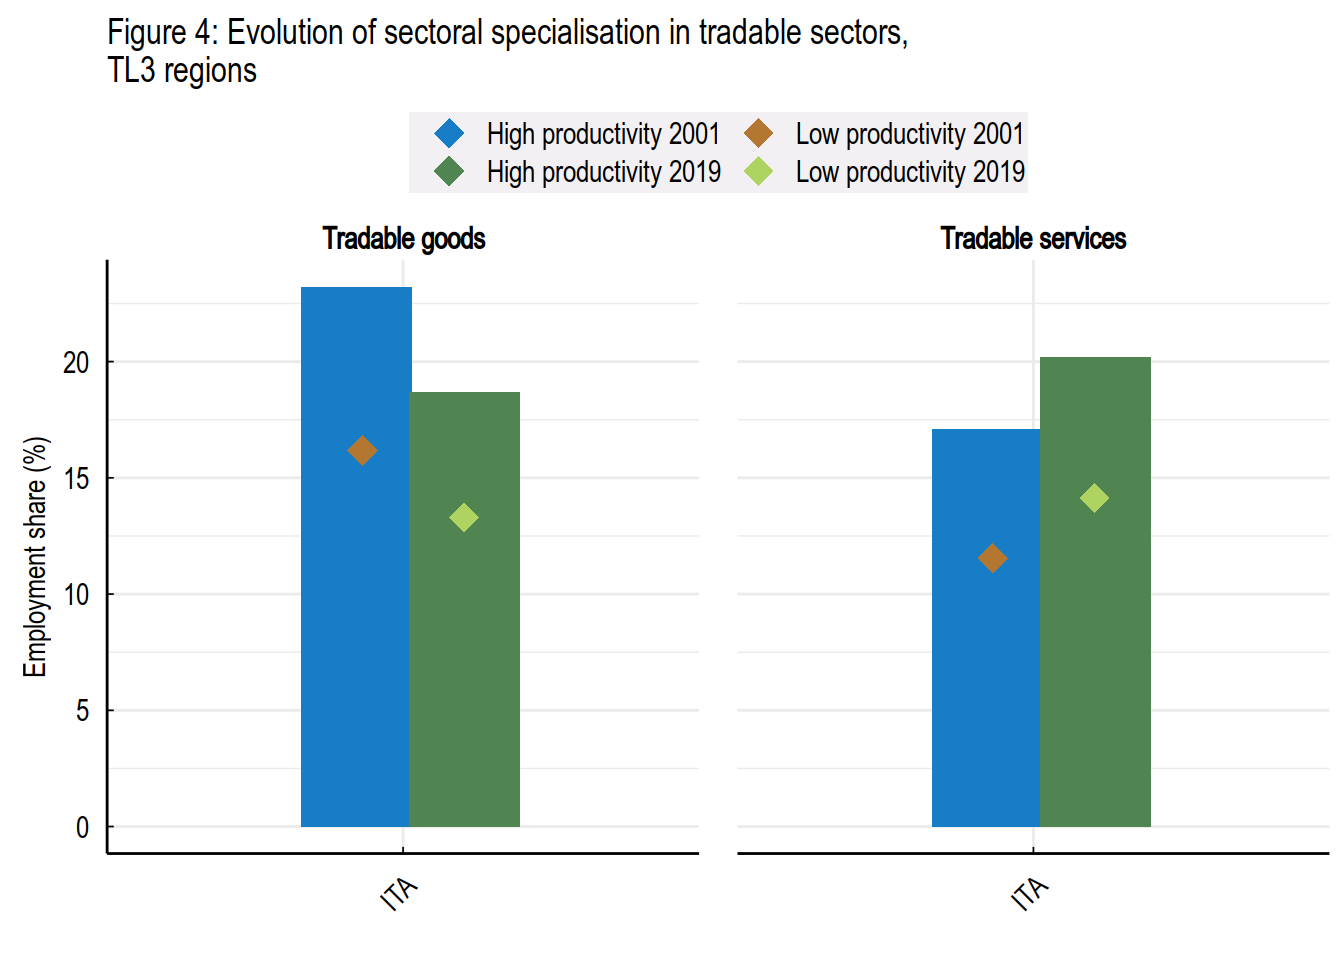 Figure 4: Evolution of sectoral specialisation in tradable sectors,
TL3 regions
High productivity 2001
Low productivity 2001
High productivity 2019
Low productivity 2019
Tradable goods
Tradable services
Employment share (%)
20
15
10
5
0
ITA
ITA